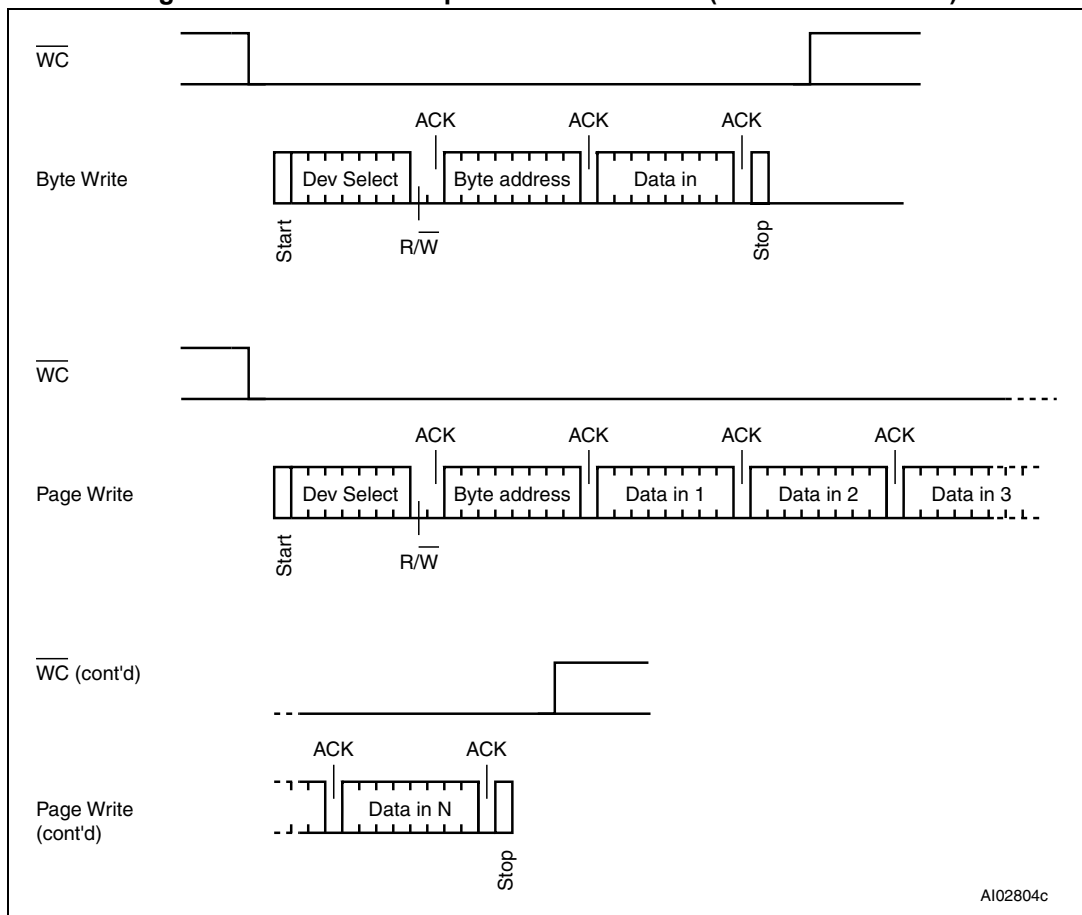 WC
ACK ACK ACK
Byte Write Dev Select Byte address Data in
Start R/W Stop
WC
ACK ACK ACK ACK
Page Write Dev Select Byte address Data in 1 Data in 2 Data in 3
Start R/W
WC (cont'd)
ACK ACK
Page Write Data in N
(cont'd)
Stop
AI02804c